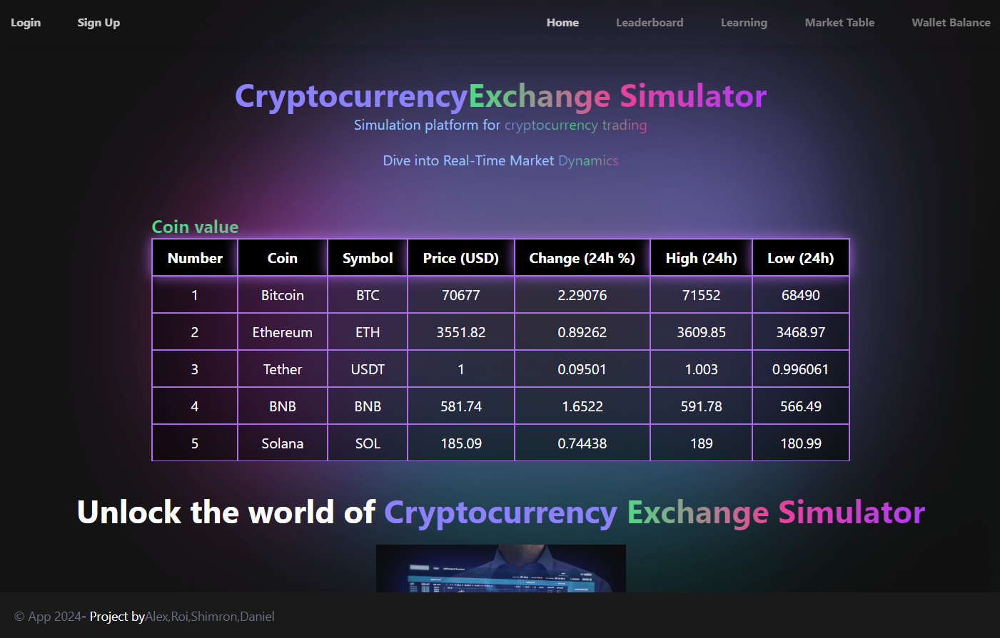 Login Sign Up Home Leaderboard Learning Market Table Wallet Balance
CryptocurrencyExchange Simulator
Simulation platform for cryptocurrency trading
Dive into Real-Time Market Dynamics
Coin value
Number Coin Symbol Price (USD) Change (24h %) High (24h) Low (24h)
1 Bitcoin BTC 70677 2.29076 71552 68490
2 Ethereum ETH 3551.82 0.89262 3609.85 3468.97
3 Tether USDT 1 0.09501 1.003 0.996061
4 BNB BNB 581.74 1.6522 591.78 566.49
5 Solana SOL 185.09 0.74438 189 180.99
Unlock the world of Cryptocurrency Exchange Simulator
© App 2024- Project byAlex,Roi,Shimron,Daniel